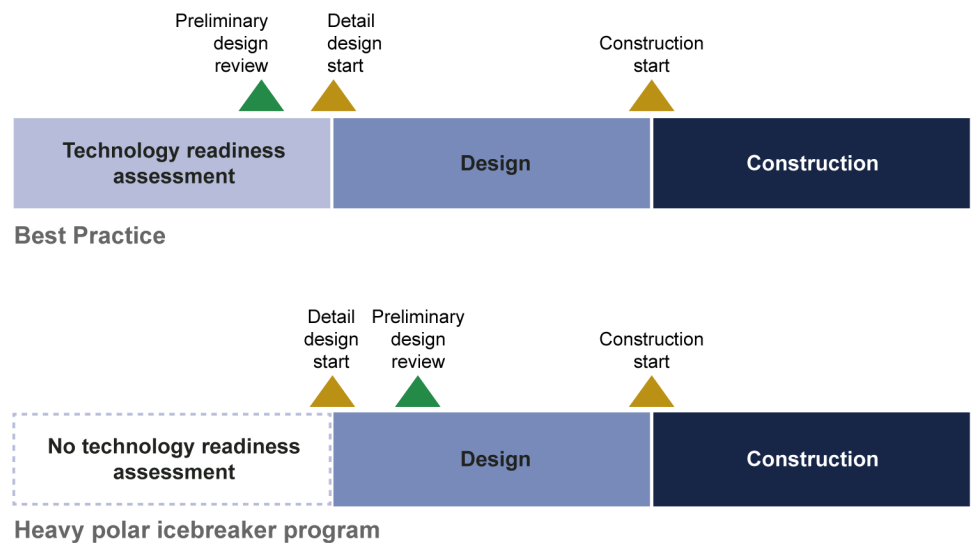 Preliminary
design
review
Detail
design
start
Construction
start
Technology readiness
assessment
Design
Construction
Best Practice
Detail
design
start
Preliminary
design
review
Construction
start
No technology readiness
assessment
Design
Construction
Heavy polar icebreaker program